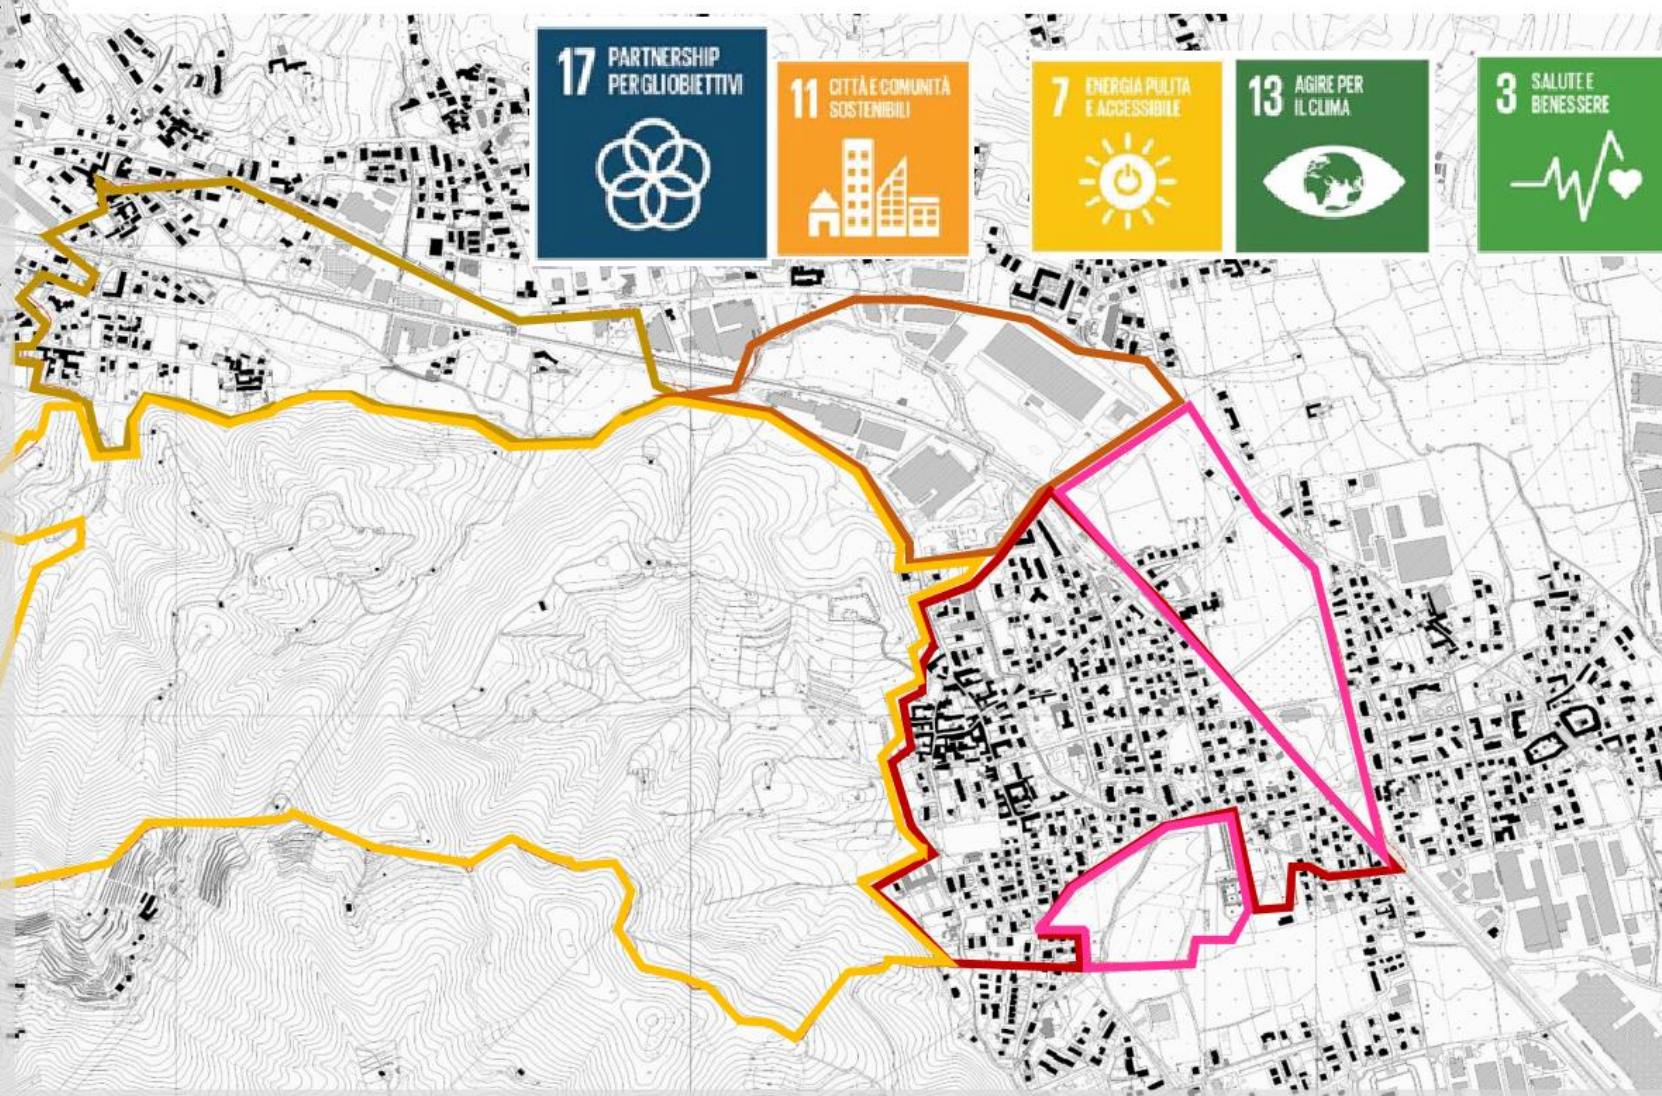 17 PARTNERSHIP
PER GLI OBIETTIVI
11 CITTÀ E COMUNITÀ
SOSTENIBILI
7 ENERGIA PULITA
E ACCESSIBILE
13 AGIRE PER
IL CLIMA
3 SALUTE E
BENESSERE